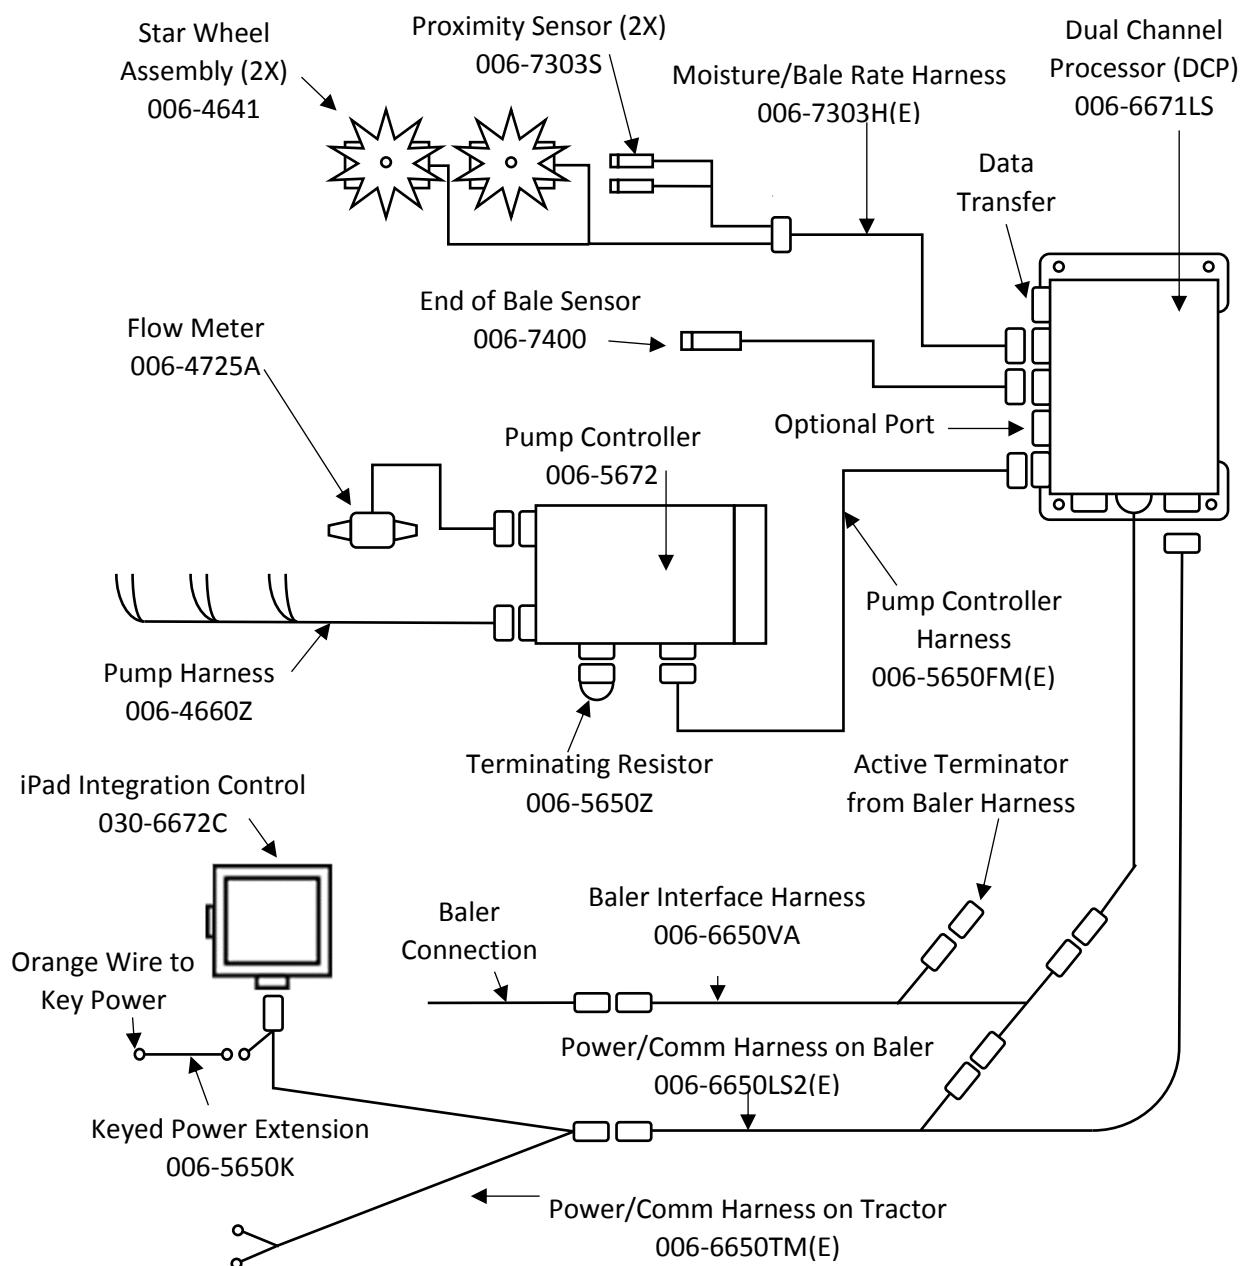 Star Wheel
Assembly (2X)
006-4641
Proximity Sensor (2X)
006-7303S
Moisture/Bale Rate Harness
006-7303H(E)
Dual Channel
Processor (DCP)
006-6671LS
Data
Transfer
End of Bale Sensor
006-7400
Flow Meter
006-4725A
Optional Port
Pump Controller
006-5672
Pump Controller
Harness
006-5650FM(E)
Pump Harness
006-4660Z
Terminating Resistor
006-5650Z
Active Terminator
from Baler Harness
iPad Integration Control
030-6672C
Baler
Connection
Baler Interface Harness
006-6650VA
Orange Wire to
Key Power
Power/Comm Harness on Baler
006-6650LS2(E)
Keyed Power Extension
006-5650K
Power/Comm Harness on Tractor
006-6650TM(E)